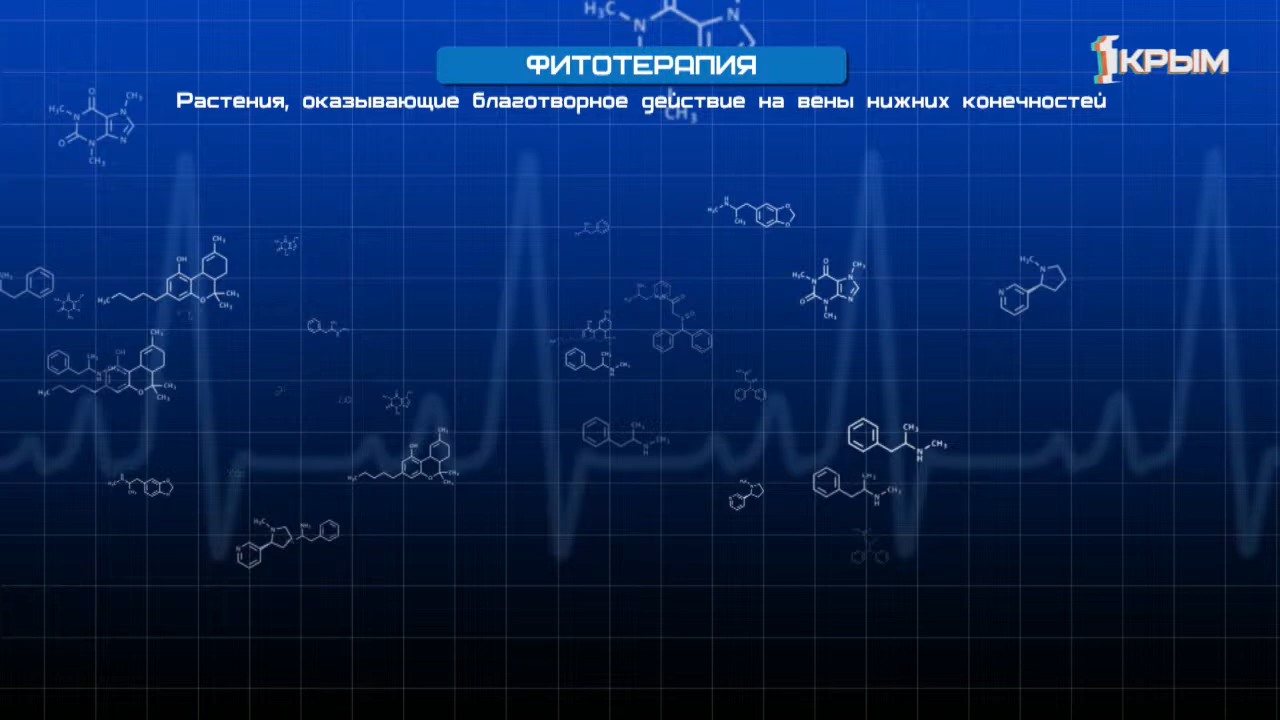 ФИТОТЕРАПИЯ
1КРЫМ
Растения, оказывающие благотворное действие на вены нижних конечностей